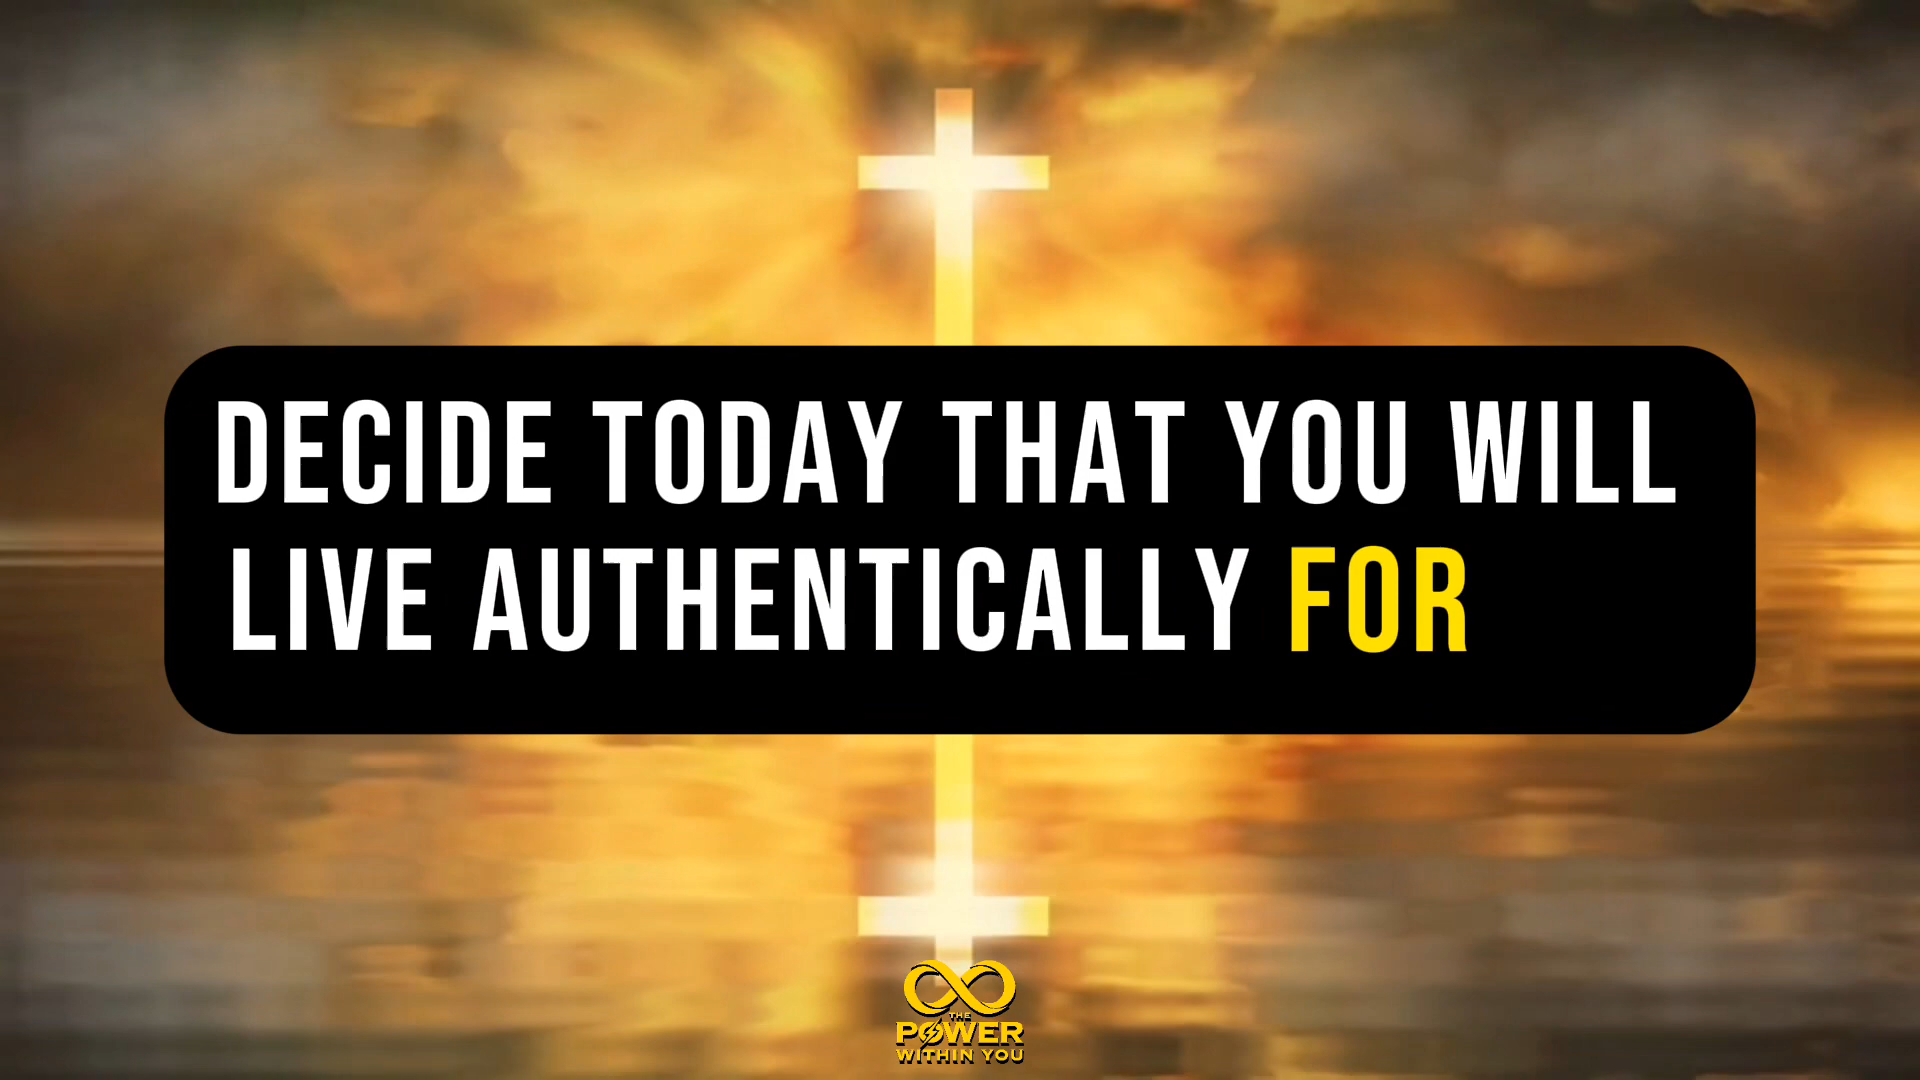 DECIDE TODAY THAT YOU WILL
LIVE AUTHENTICALLY FOR
THE
POWER
WITHIN YOU